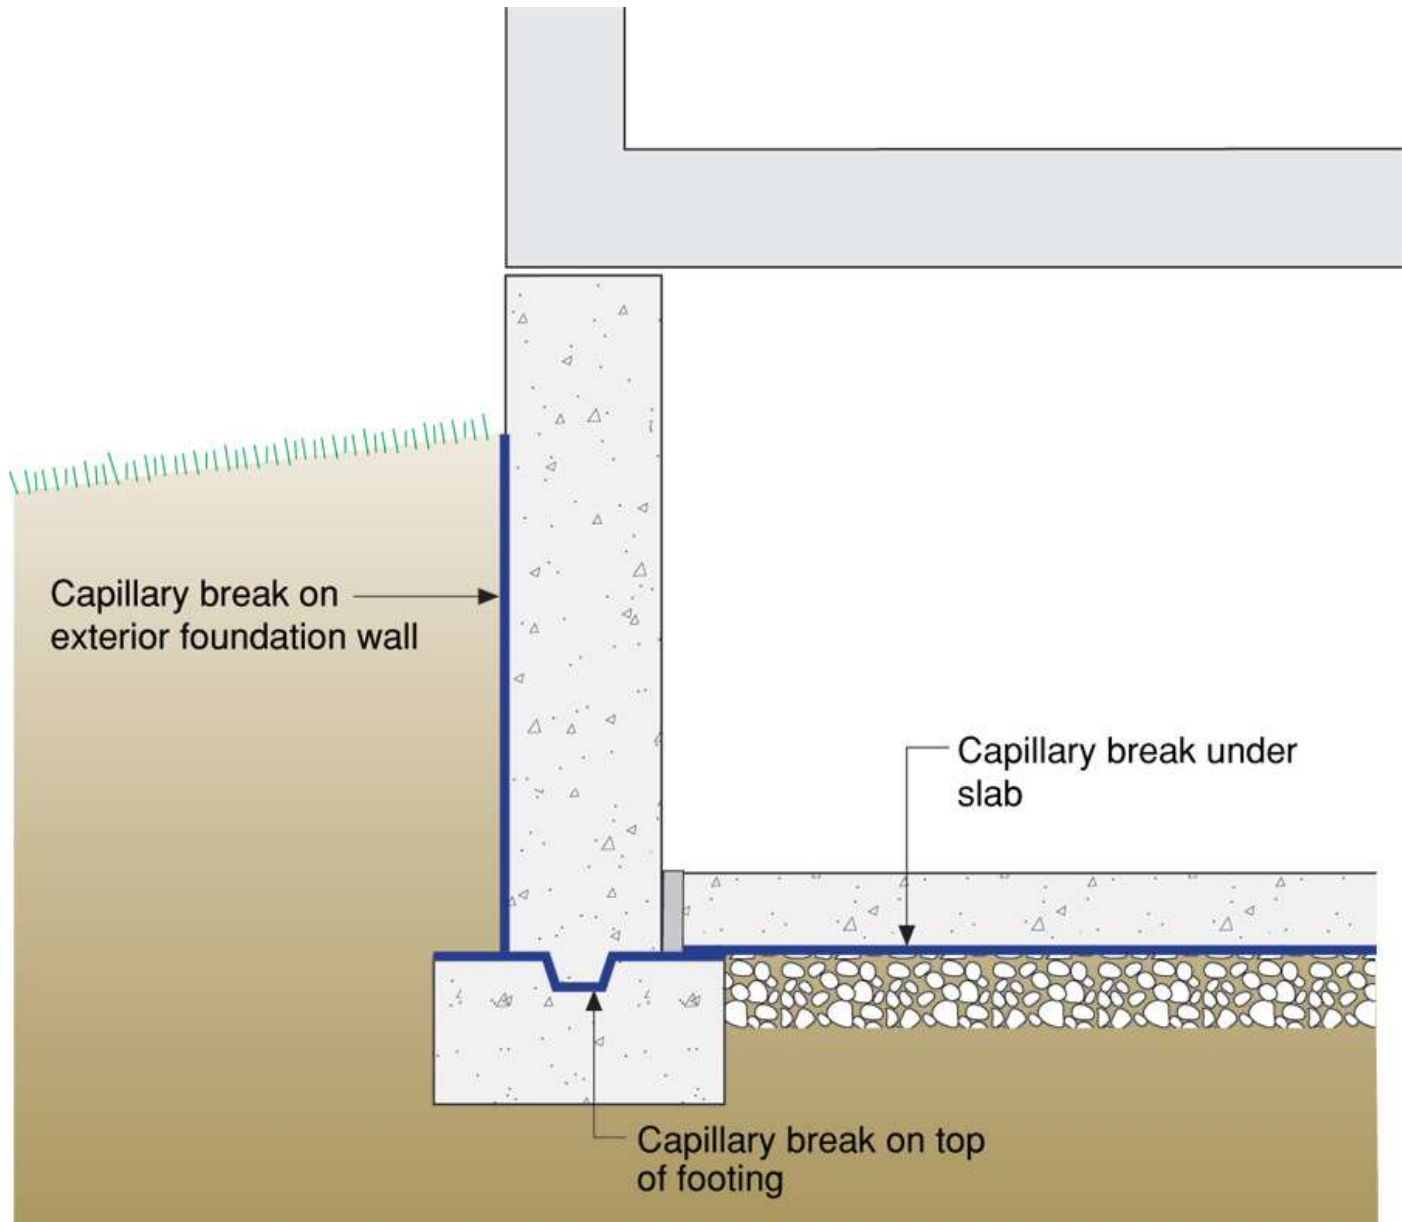 Capillary break on
exterior foundation wall
Capillary break under
slab
Capillary break on top
of footing